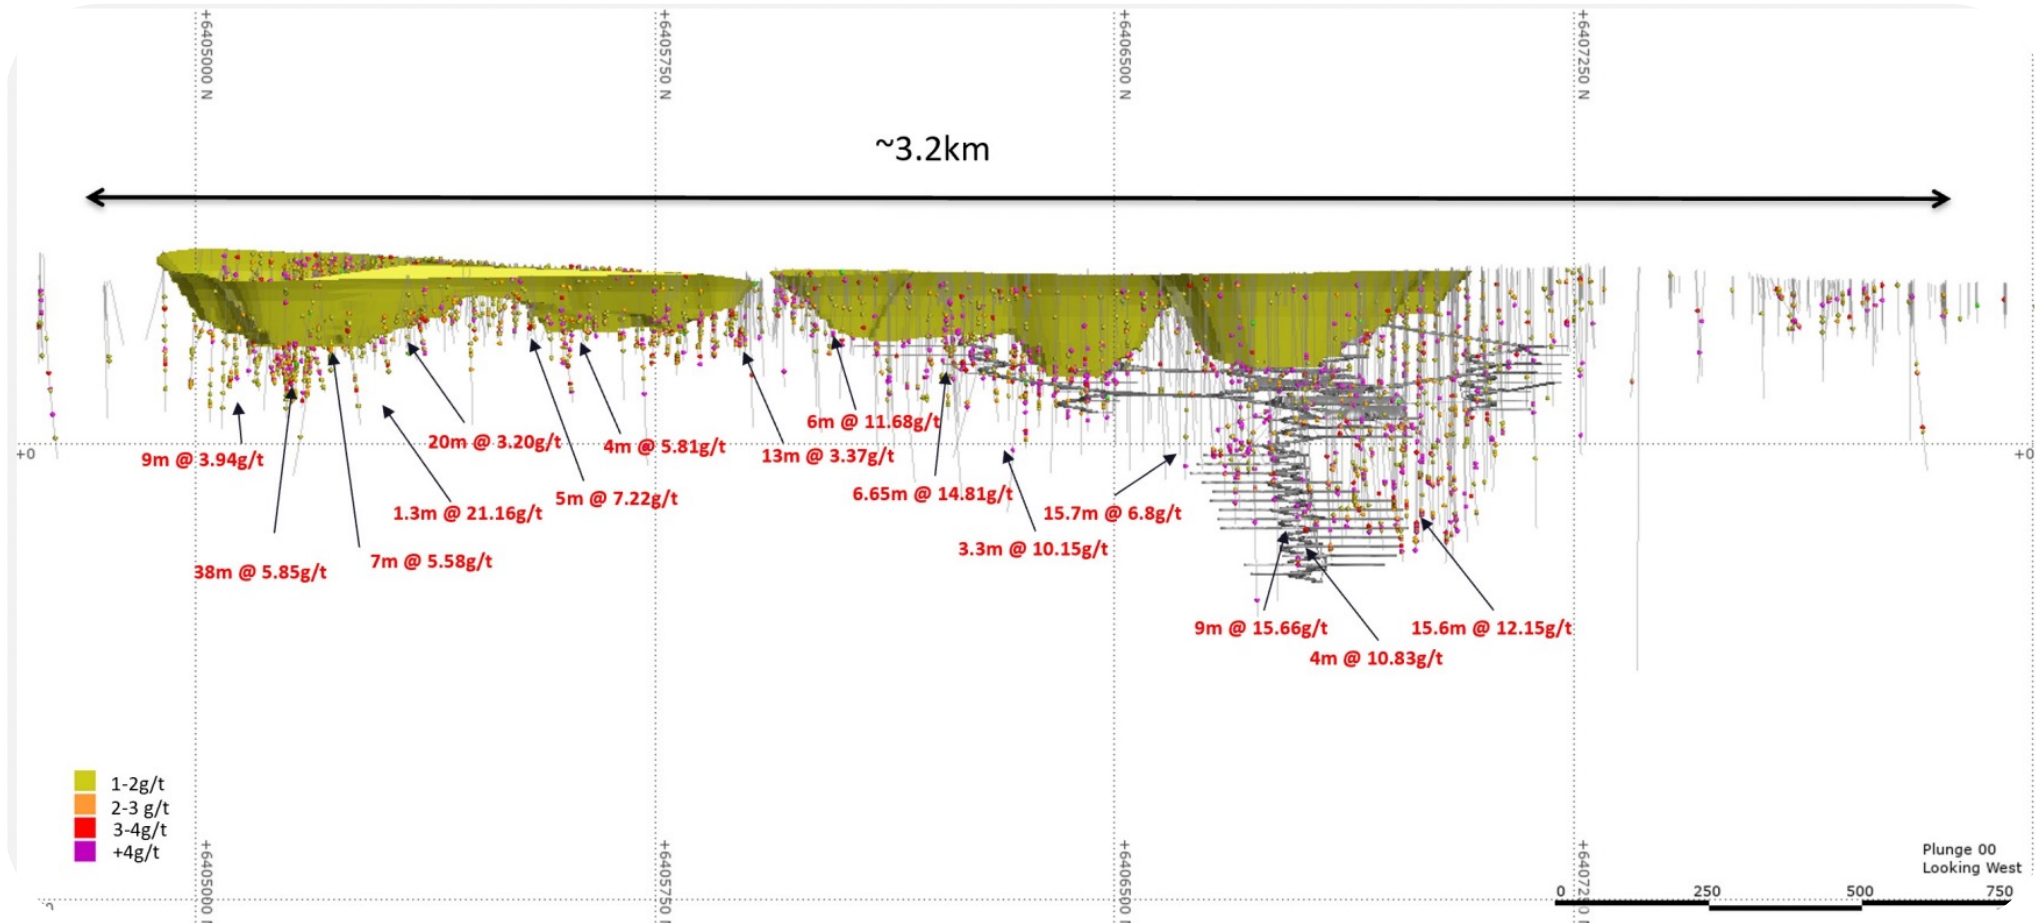 +6405000 N
+6405750 N
+6406500 N
+6407250 N
~3.2km
6m @ 11.68g/t
20m @ 3.20g/t
4m @ 5.81g/t
13m @ 3.37g/t
+0
+0
9m @ 3.94g/t
6.65m @ 14.81g/t
5m @ 7.22g/t
1.3m @ 21.16g/t
15.7m @ 6.8g/t
3.3m @ 10.15g/t
7m @ 5.58g/t
38m @ 5.85g/t
9m @ 15.66g/t
15.6m @ 12.15g/t
4m @ 10.83g/t
1-2g/t
2-3 g/t
3-4g/t
+4g/t
+6405000 N
+6405750 N
+6406500 N
+6407250 N
Plunge 00
Looking West
0 250 500 750